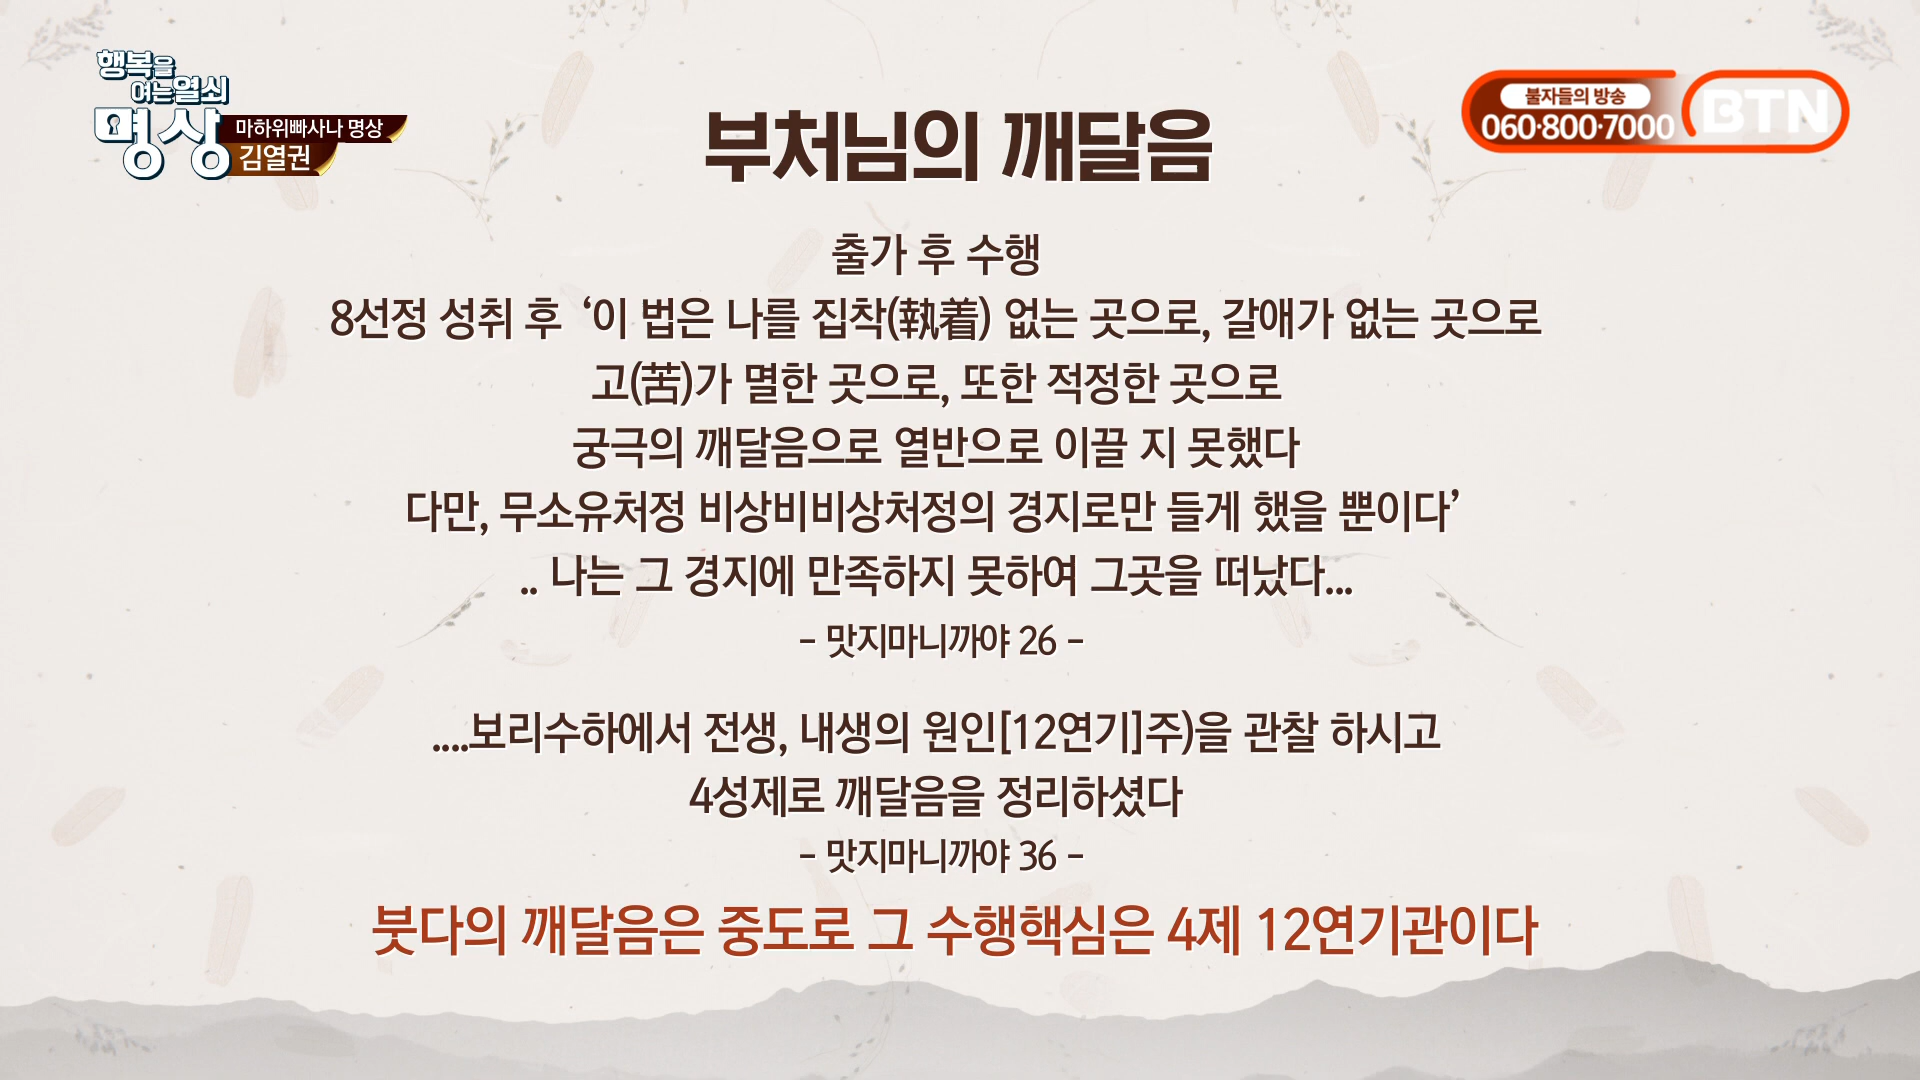 행복을
여는열쇠
명상
마하위빠사나 명상
김열권
불자들의 방송
060·800·7000
BTN
부처님의 깨달음
출가 후 수행
8선정 성취 후 ‘이 법은 나를 집착(執着) 없는 곳으로, 갈애가 없는 곳으로
고(苦)가 멸한 곳으로, 또한 적정한 곳으로
궁극의 깨달음으로 열반으로 이끌 지 못했다
다만, 무소유처정 비상비비상처정의 경지로만 들게 했을 뿐이다’
.. 나는 그 경지에 만족하지 못하여 그곳을 떠났다...
- 맛지마니까야 26 -
....보리수하에서 전생, 내생의 원인[12연기]주)을 관찰 하시고
4성제로 깨달음을 정리하셨다
- 맛지마니까야 36 -
붓다의 깨달음은 중도로 그 수행핵심은 4제 12연기관이다